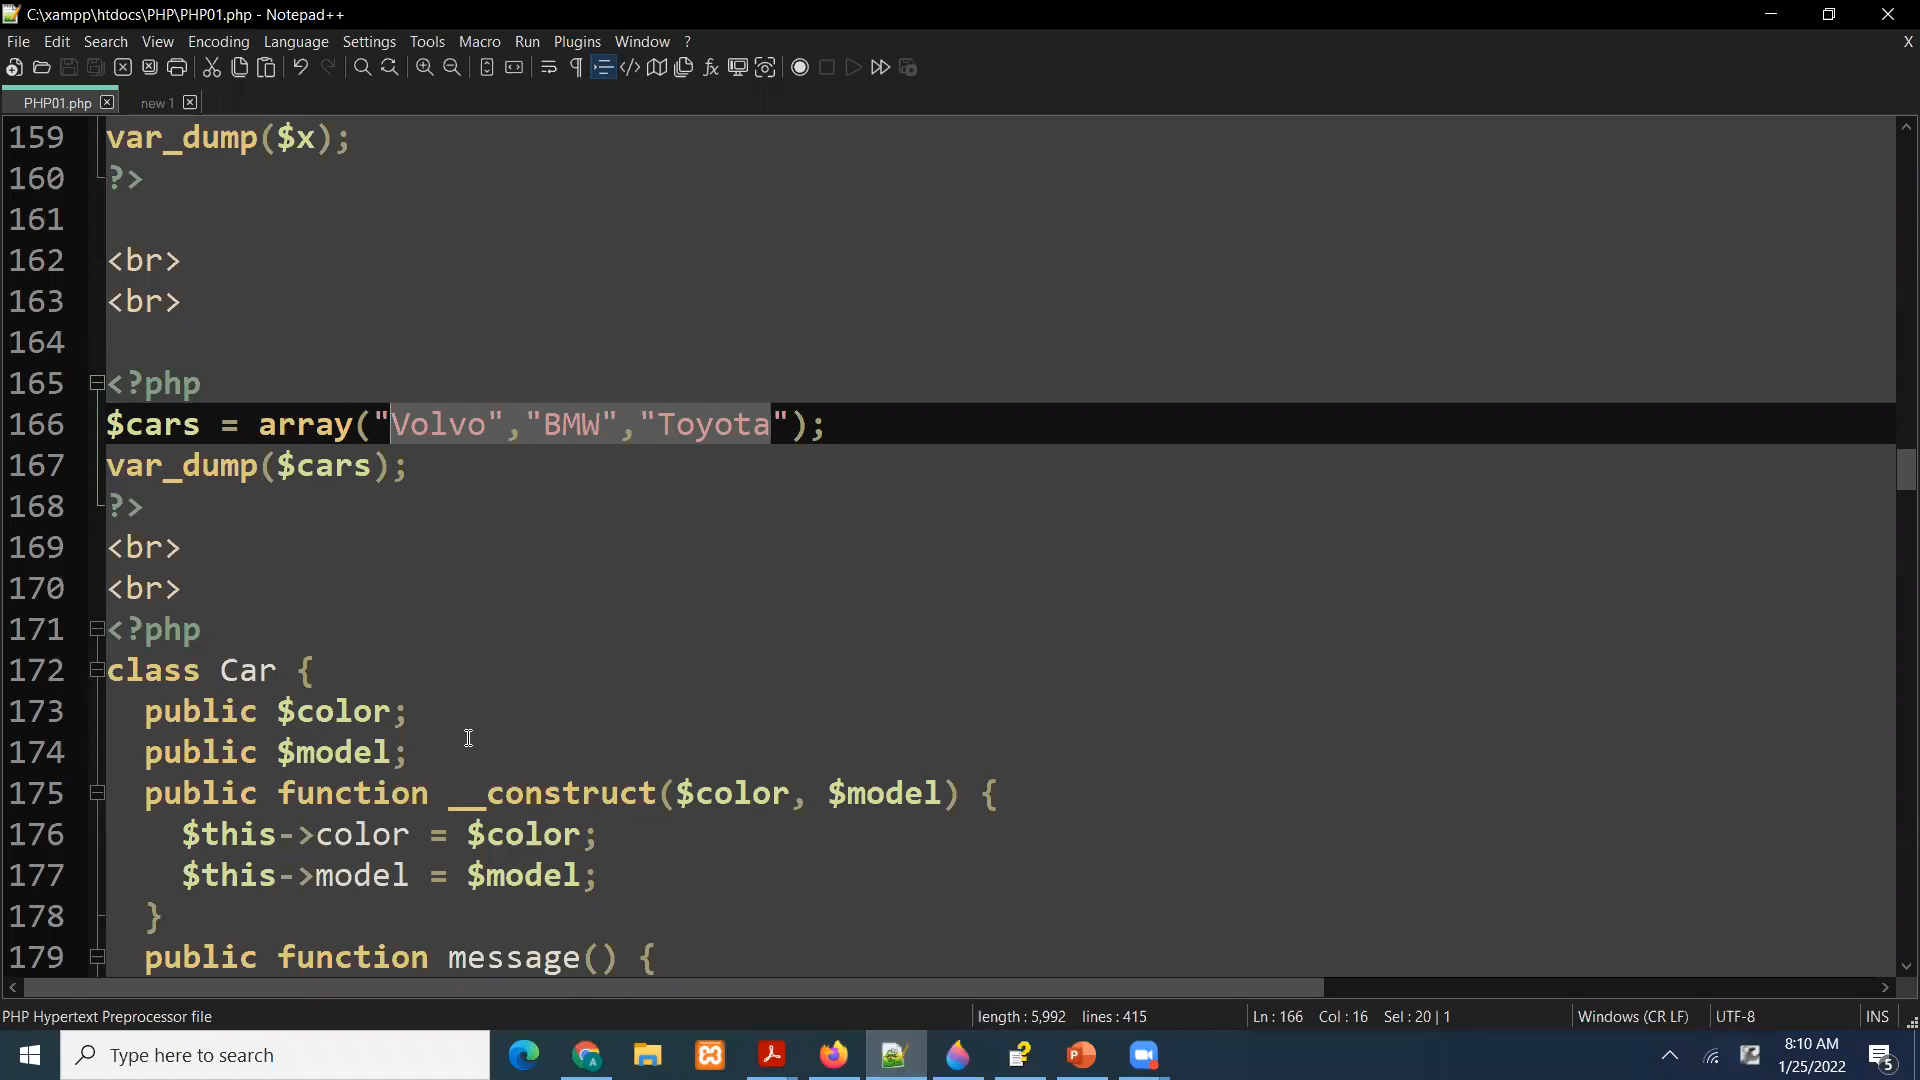 C:\xampp\htdocs\PHP\PHP01.php - Notepad++
File Edit Search View Encoding Language Settings Tools Macro Run Plugins Window ? X
PHP01.php new 1
159 var_dump($x);
160 ?>
161
162 <br>
163 <br>
164
165 <?php
166 $cars = array("Volvo","BMW","Toyota");
167 var_dump($cars);
168 ?>
169 <br>
170 <br>
171 <?php
172 class Car {
173 public $color;
174 public $model;
175 public function __construct($color, $model) {
176 $this->color = $color;
177 $this->model = $model;
178 }
179 public function message() {
PHP Hypertext Preprocessor file length : 5,992 lines : 415 Ln : 166 Col : 16 Sel : 20 | 1 Windows (CR LF) UTF-8 INS
Type here to search
8:10 AM
1/25/2022
5